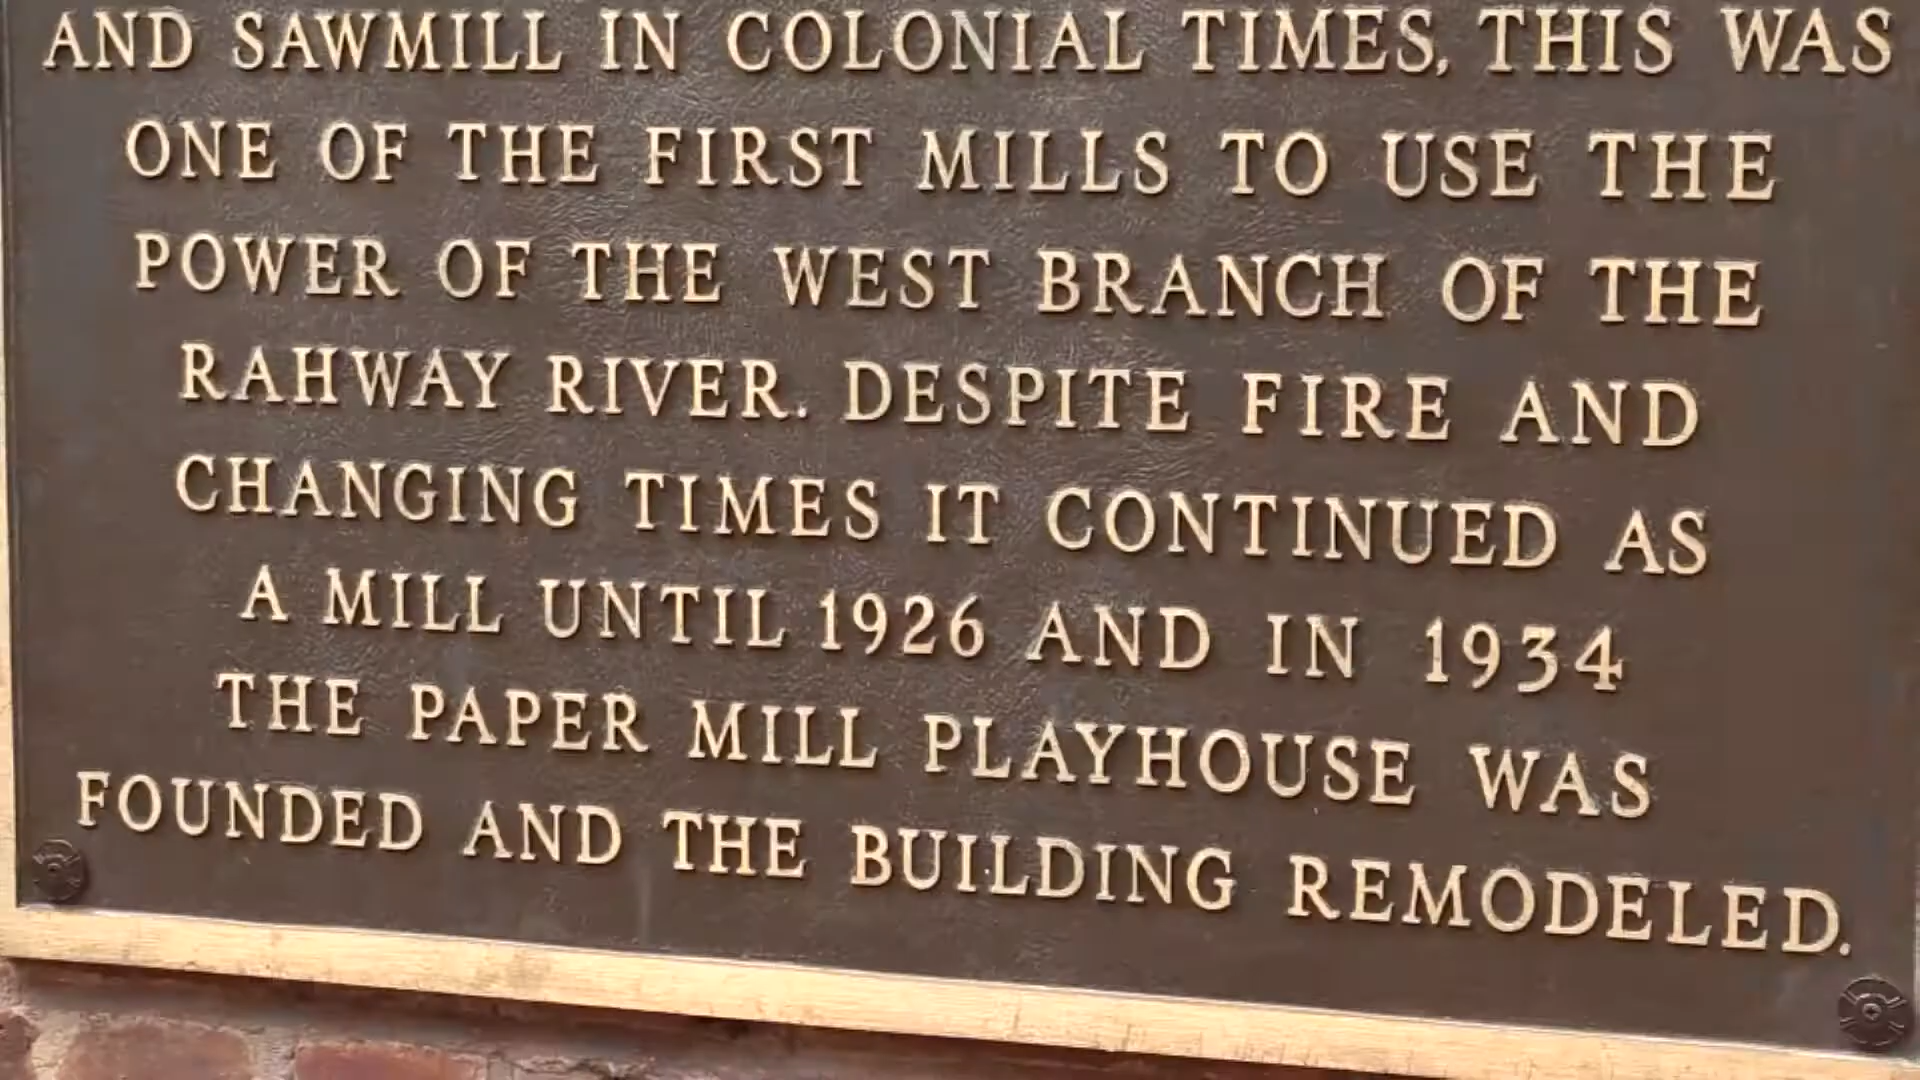 AND SAWMILL IN COLONIAL TIMES, THIS WAS
ONE OF THE FIRST MILLS TO USE THE
POWER OF THE WEST BRANCH OF THE
RAHWAY RIVER. DESPITE FIRE AND
CHANGING TIMES IT CONTINUED AS
A MILL UNTIL 1926 AND IN 1934
THE PAPER MILL PLAYHOUSE WAS
FOUNDED AND THE BUILDING REMODELED.